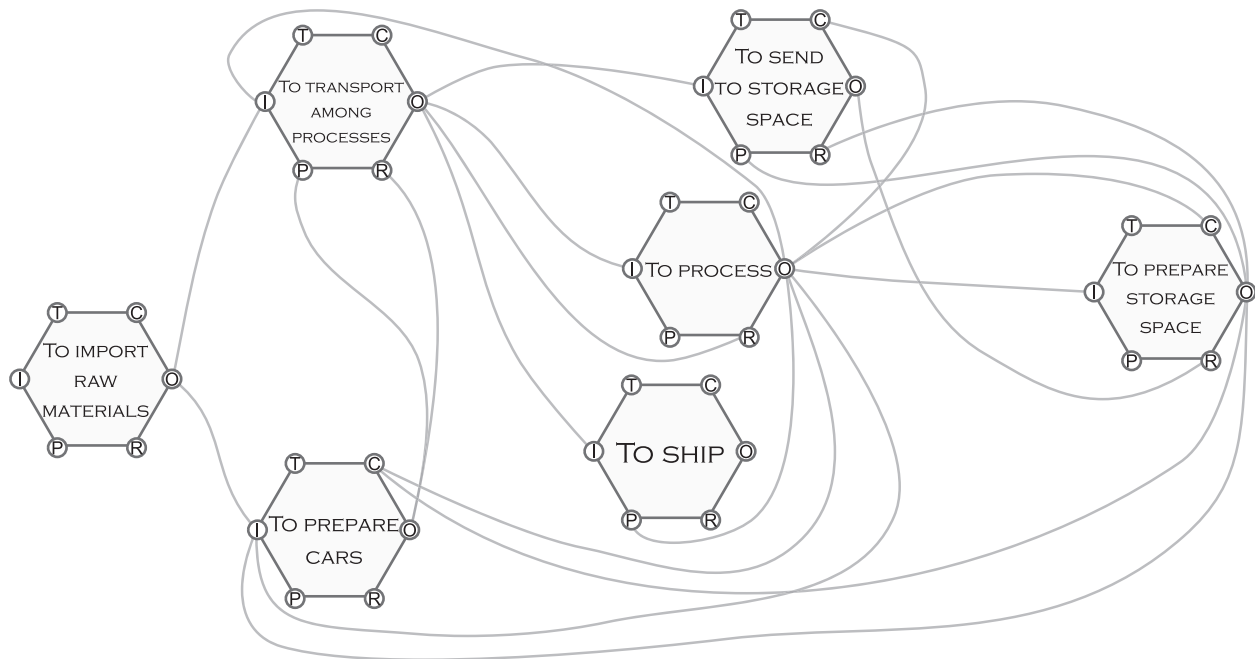 T C
To transport
I O
among
processes
P R
T C
To send
I to storage O
space
P R
T C
I To process O
P R
T C
To prepare
I storage O
space
P R
T C
To import
I raw O
materials
P R
T C
I To ship O
P R
T C
I To prepare O
cars
P R